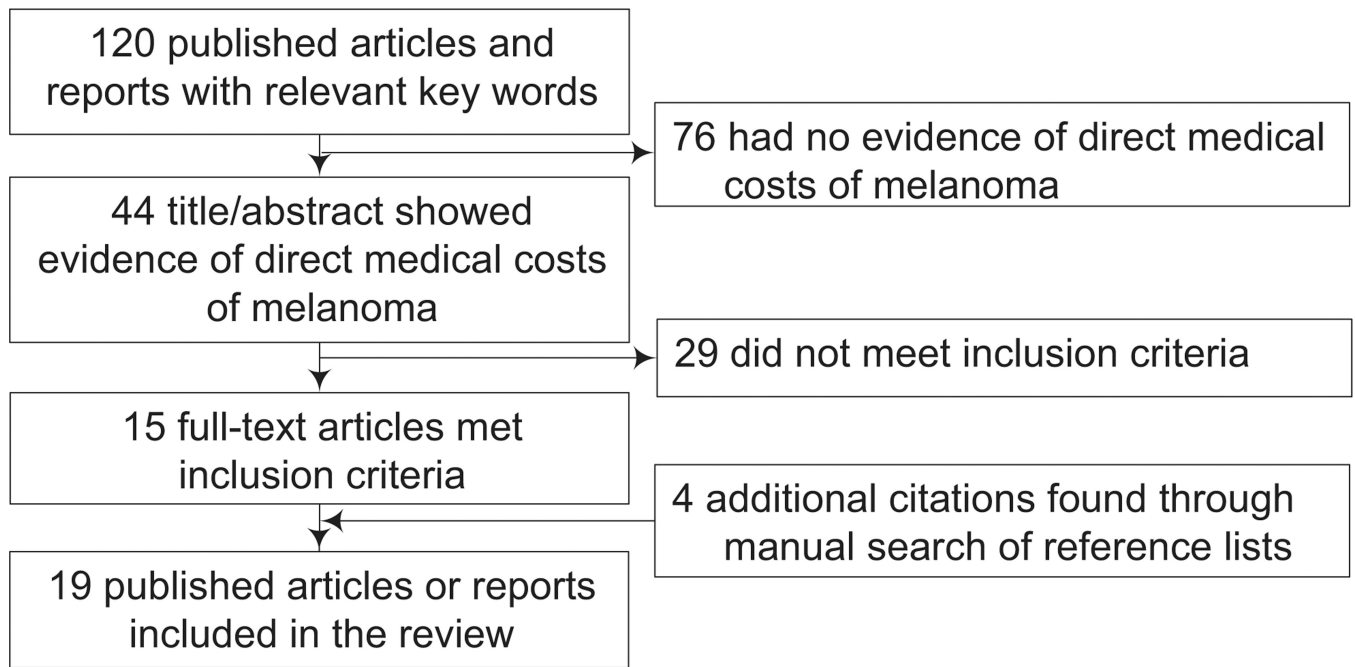 120 published articles and
reports with relevant key words
76 had no evidence of direct medical
costs of melanoma
44 title/abstract showed
evidence of direct medical costs
of melanoma
29 did not meet inclusion criteria
15 full-text articles met
inclusion criteria
4 additional citations found through
manual search of reference lists
19 published articles or reports
included in the review